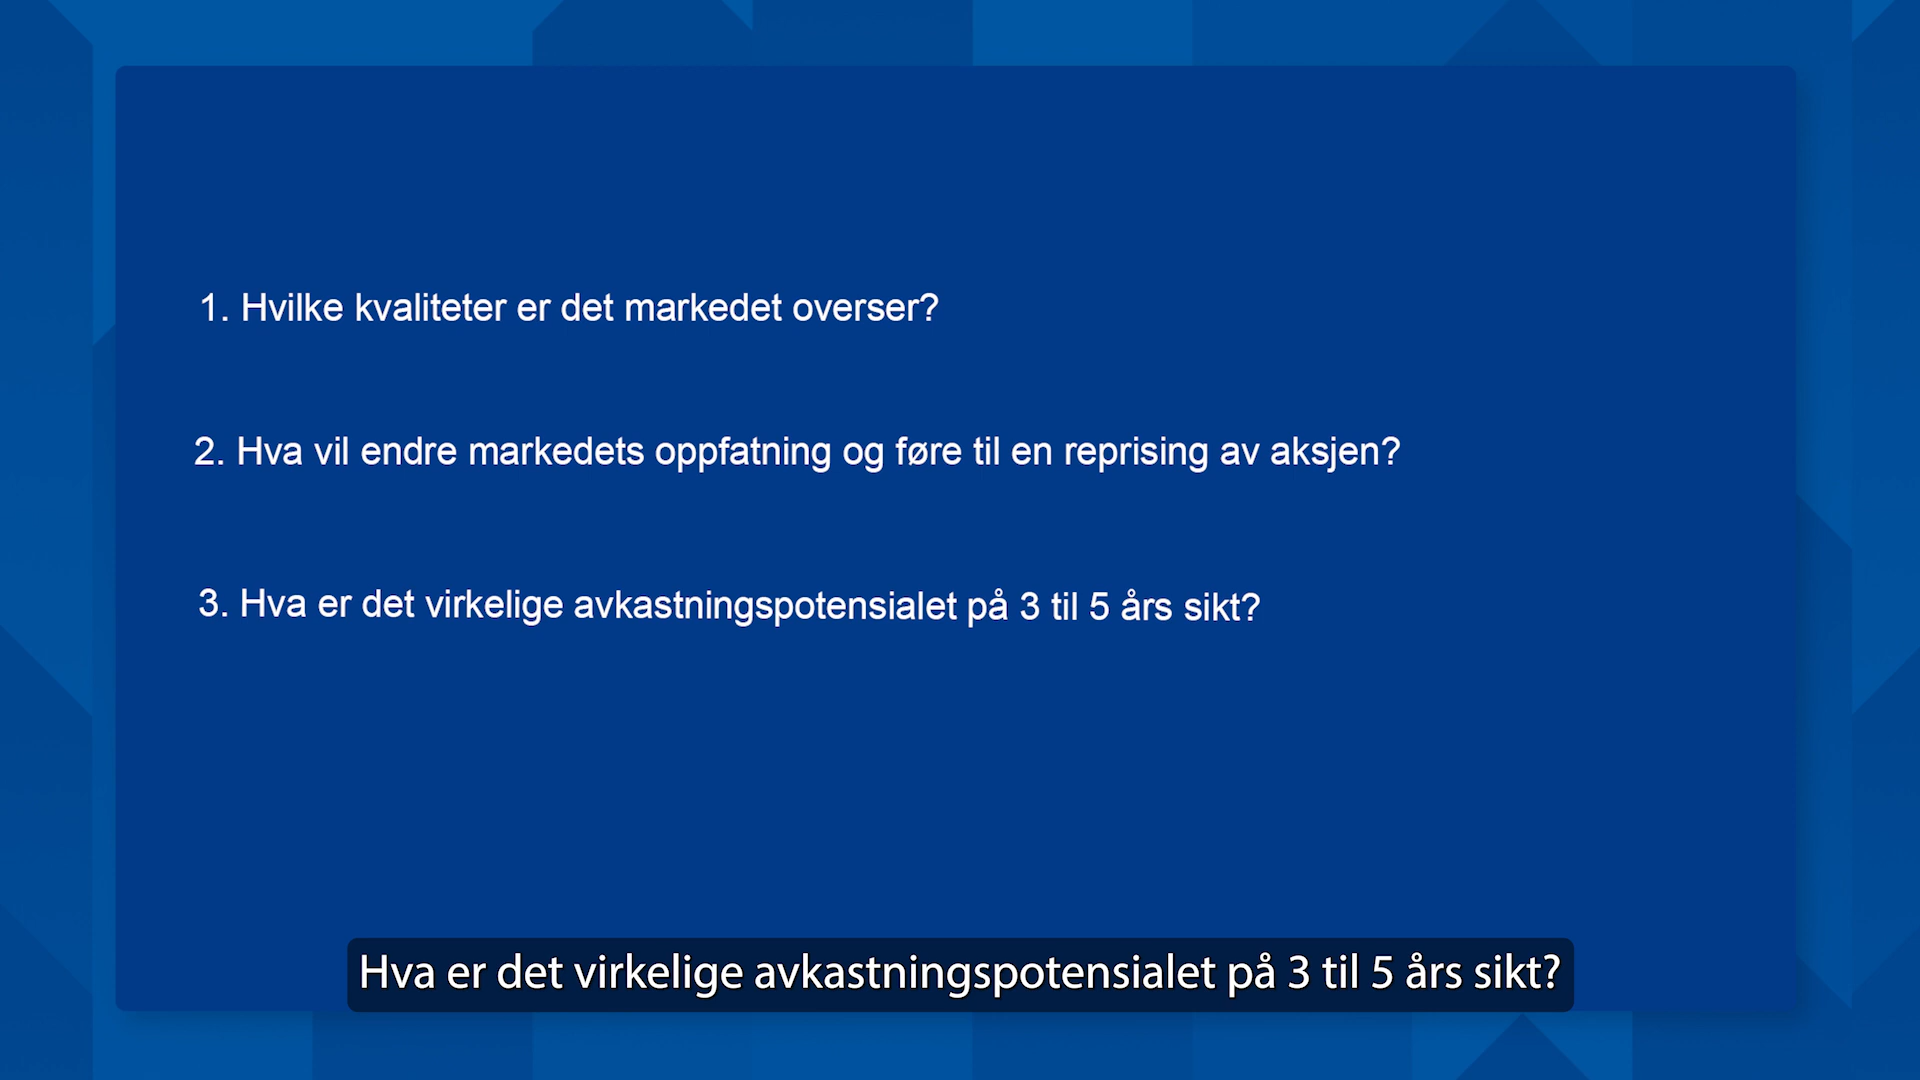 1. Hvilke kvaliteter er det markedet overser?
2. Hva vil endre markedets oppfatning og føre til en reprising av aksjen?
3. Hva er det virkelige avkastningspotensialet på 3 til 5 års sikt?
Hva er det virkelige avkastningspotensialet på 3 til 5 års sikt?